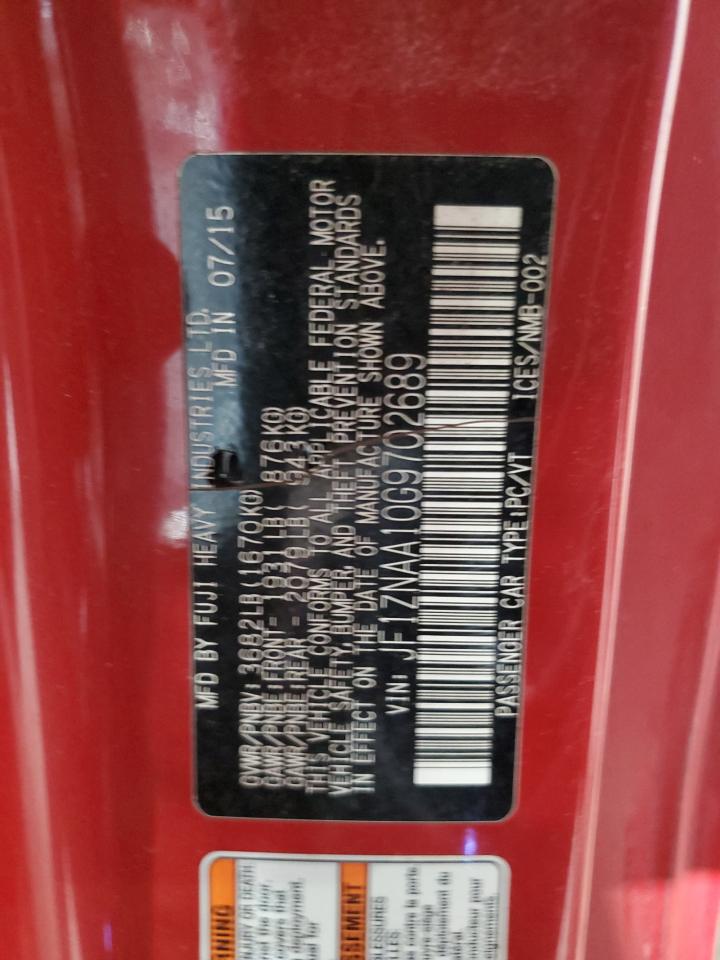 MFD BY FUJI HEAVY INDUSTRIES LTD.
MFD IN 07/15
GVWR/PNBV: 3682LB(1670KG)
GAWR/PNBE:FRONT= 1931LB( 876KG)
GAWR/PNBE:REAR = 2079LB( 943KG)
THIS VEHICLE CONFORMS TO ALL APPLICABLE FEDERAL MOTOR
VEHICLE SAFETY,BUMPER,AND THEFT PREVENTION STANDARDS
IN EFFECT ON THE DATE OF MANUFACTURE SHOWN ABOVE.
VIN: JF1ZNAA10G9702689
PASSENGER CAR TYPE:PC/VT ICES/NMB-002
INJURY OR DEATH